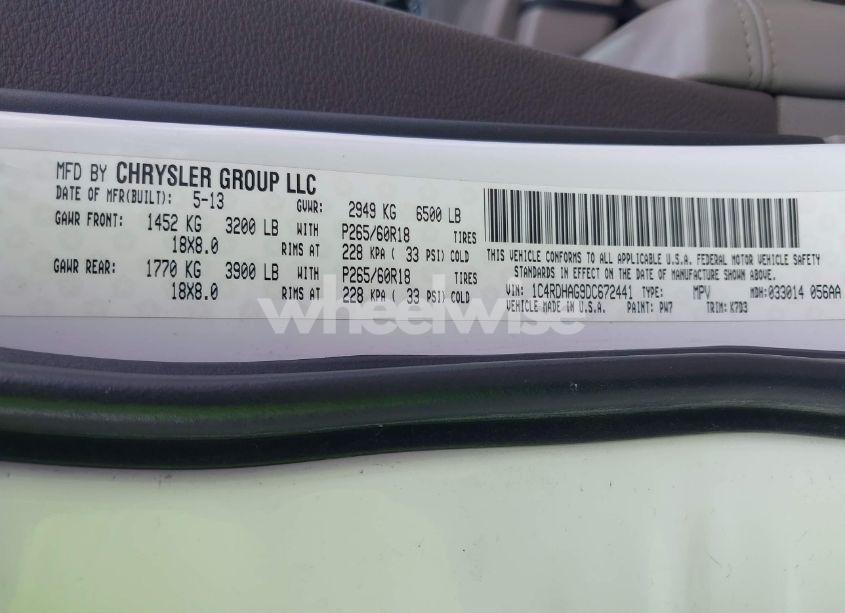 MFD BY CHRYSLER GROUP LLC
DATE OF MFR(BUILT): 5-13 GVWR: 2949 KG 6500 LB
GAWR FRONT: 1452 KG 3200 LB WITH P265/60R18 TIRES
18X8.0 RIMS AT 228 KPA ( 33 PSI) COLD
GAWR REAR: 1770 KG 3900 LB WITH P265/60R18 TIRES
18X8.0 RIMS AT 228 KPA ( 33 PSI) COLD
THIS VEHICLE CONFORMS TO ALL APPLICABLE U.S.A. FEDERAL MOTOR VEHICLE SAFETY
STANDARDS IN EFFECT ON THE DATE OF MANUFACTURE SHOWN ABOVE.
VIN: 1C4RDHAG9DC672441 TYPE: MPV MDH:033014 056AA
VEHICLE MADE IN U.S.A. PAINT: PW7 TRIM: K7D3
wheelwise